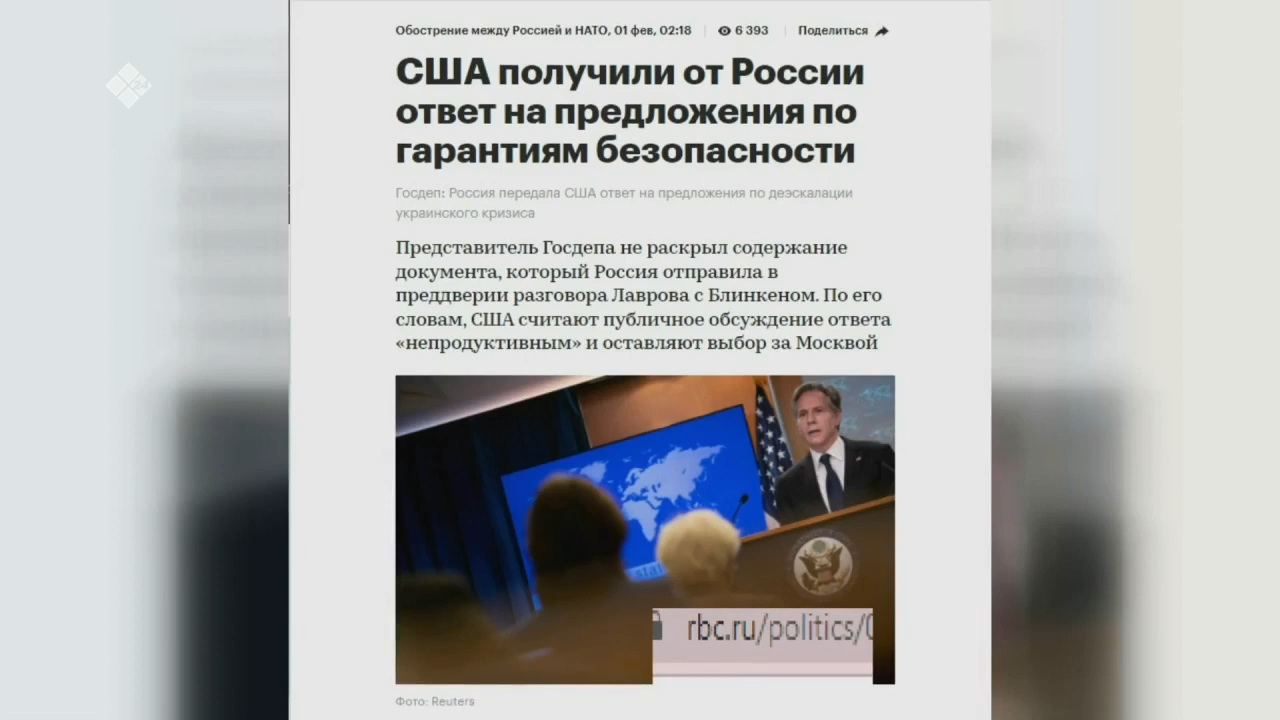 Обострение между Россией и НАТО, 01 фев, 02:18 6 393 Поделиться
США получили от России
ответ на предложения по
гарантиям безопасности
Госдеп: Россия передала США ответ на предложения по деэскалации
украинского кризиса
Представитель Госдепа не раскрыл содержание
документа, который Россия отправила в
преддверии разговора Лаврова с Блинкеном. По его
словам, США считают публичное обсуждение ответа
«непродуктивным» и оставляют выбор за Москвой
rbc.ru/politics/
Фото: Reuters